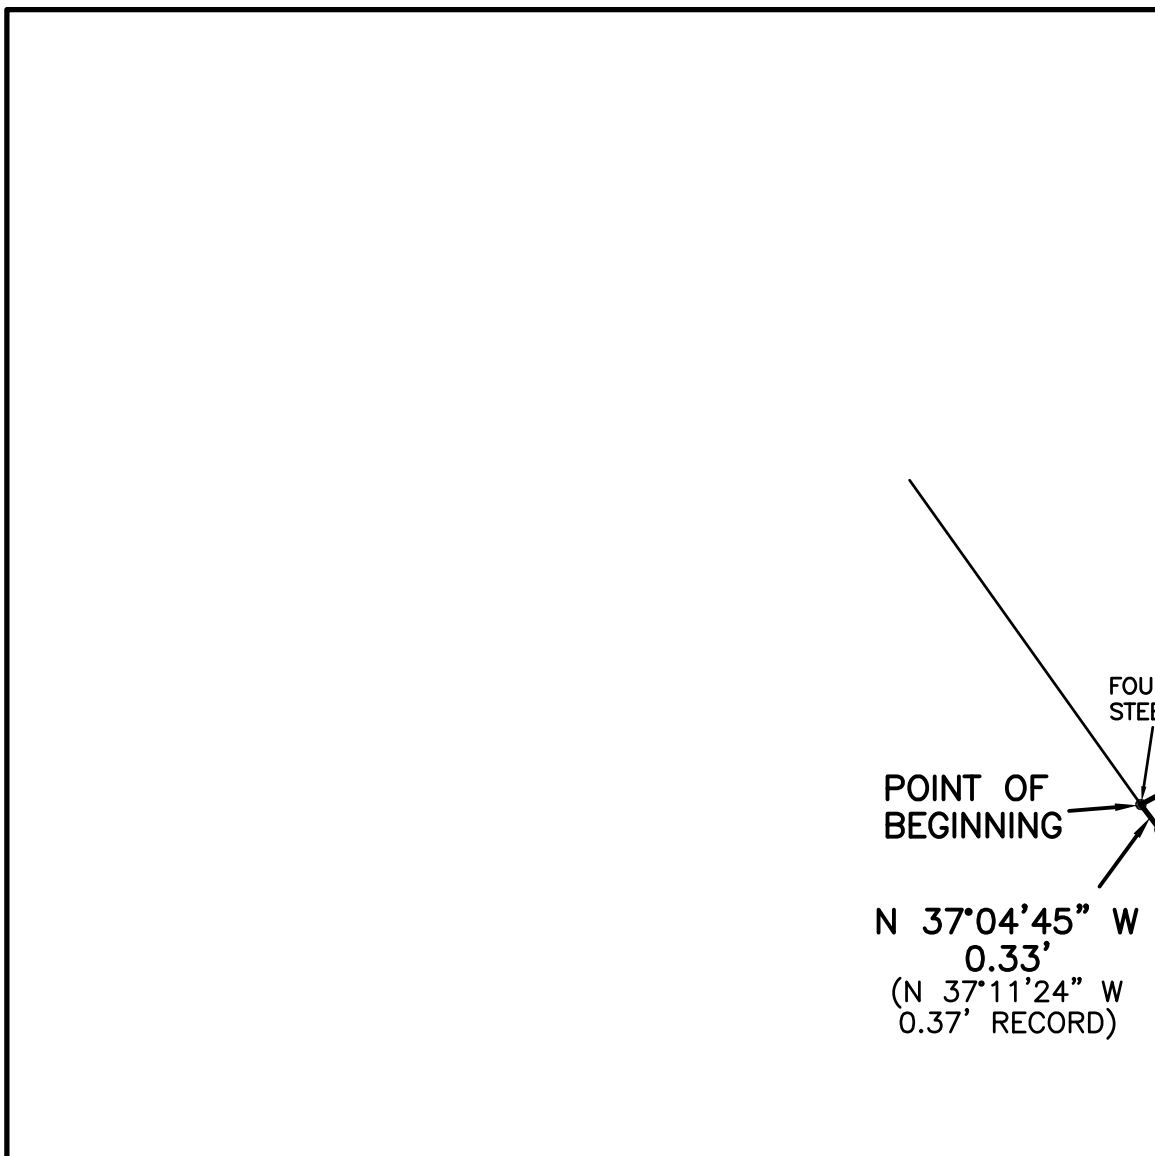 POINT OF
BEGINNING
N 37°04'45" W
0.33'
(N 37°11'24" W
0.37' RECORD)